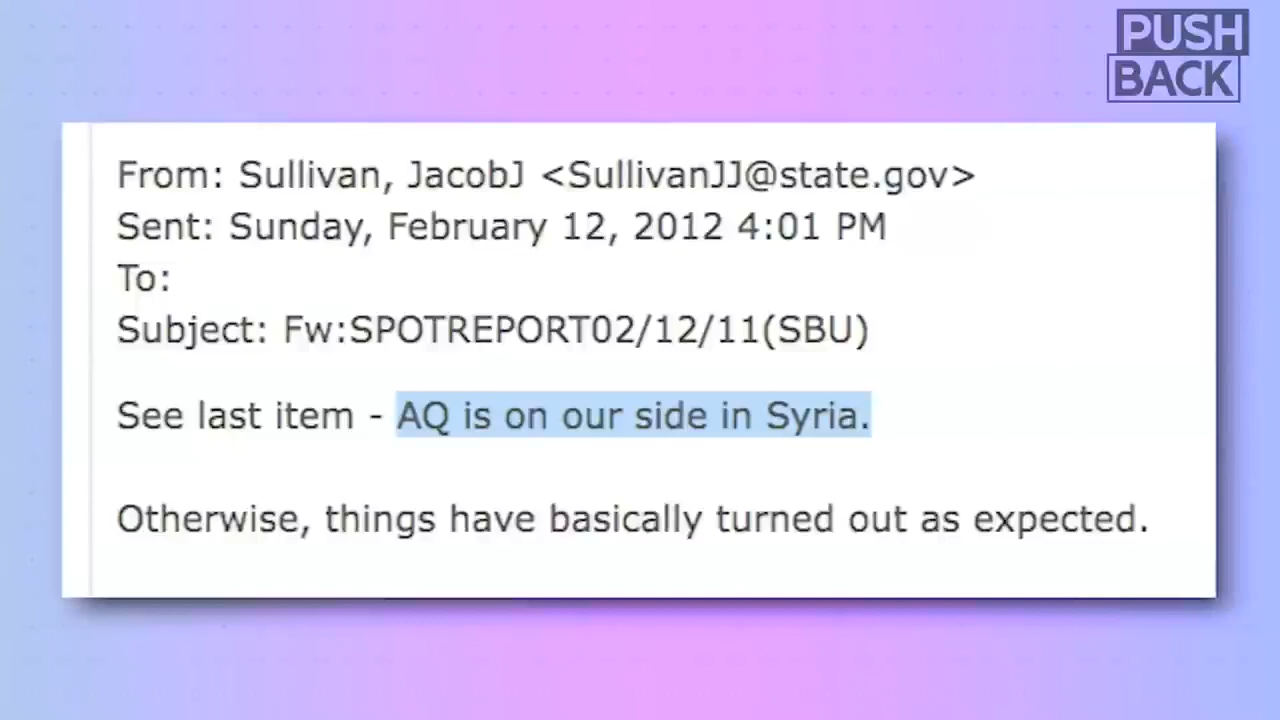 PUSH
BACK
From: Sullivan, JacobJ <SullivanJJ@state.gov>
Sent: Sunday, February 12, 2012 4:01 PM
To:
Subject: Fw:SPOTREPORT02/12/11(SBU)
See last item - AQ is on our side in Syria.
Otherwise, things have basically turned out as expected.